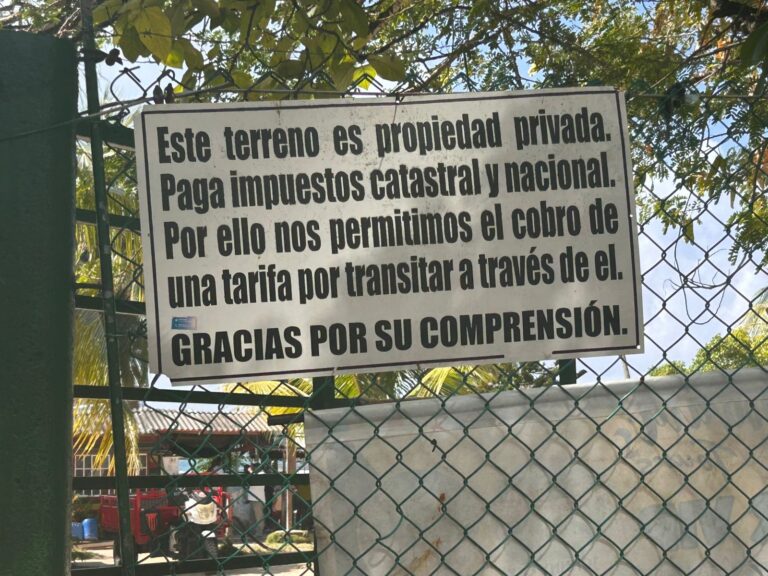 Este terreno es propiedad privada.
Paga impuestos catastral y nacional.
Por ello nos permitimos el cobro de
una tarifa por transitar a través de el.
GRACIAS POR SU COMPRENSIÓN.